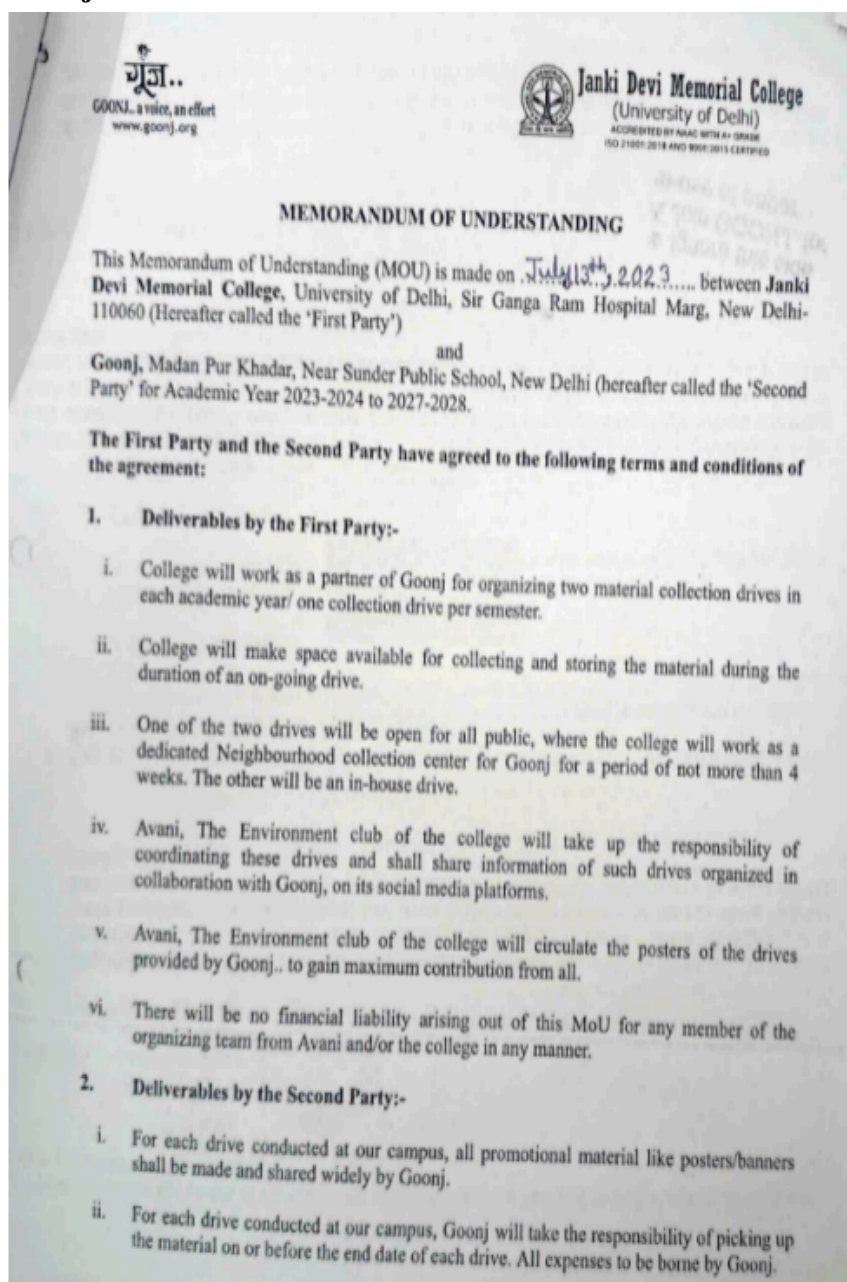 गूंज..
GOONJ.. a voice, an effort
www.goonj.org
Janki Devi Memorial College
(University of Delhi)
ACCREDITED BY NAAC WITH A+ GRADE
ISO 21001:2018 AND 9001:2015 CERTIFIED
MEMORANDUM OF UNDERSTANDING
This Memorandum of Understanding (MOU) is made on .July 13th, 2023..... between Janki
Devi Memorial College, University of Delhi, Sir Ganga Ram Hospital Marg, New Delhi-
110060 (Hereafter called the ‘First Party’)
and
Goonj, Madan Pur Khadar, Near Sunder Public School, New Delhi (hereafter called the ‘Second
Party’ for Academic Year 2023-2024 to 2027-2028.
The First Party and the Second Party have agreed to the following terms and conditions of
the agreement:
1. Deliverables by the First Party:-
i. College will work as a partner of Goonj for organizing two material collection drives in
each academic year/ one collection drive per semester.
ii. College will make space available for collecting and storing the material during the
duration of an on-going drive.
iii. One of the two drives will be open for all public, where the college will work as a
dedicated Neighbourhood collection center for Goonj for a period of not more than 4
weeks. The other will be an in-house drive.
iv. Avani, The Environment club of the college will take up the responsibility of
coordinating these drives and shall share information of such drives organized in
collaboration with Goonj, on its social media platforms.
v. Avani, The Environment club of the college will circulate the posters of the drives
provided by Goonj.. to gain maximum contribution from all.
vi. There will be no financial liability arising out of this MoU for any member of the
organizing team from Avani and/or the college in any manner.
2. Deliverables by the Second Party:-
i. For each drive conducted at our campus, all promotional material like posters/banners
shall be made and shared widely by Goonj.
ii. For each drive conducted at our campus, Goonj will take the responsibility of picking up
the material on or before the end date of each drive. All expenses to be borne by Goonj.